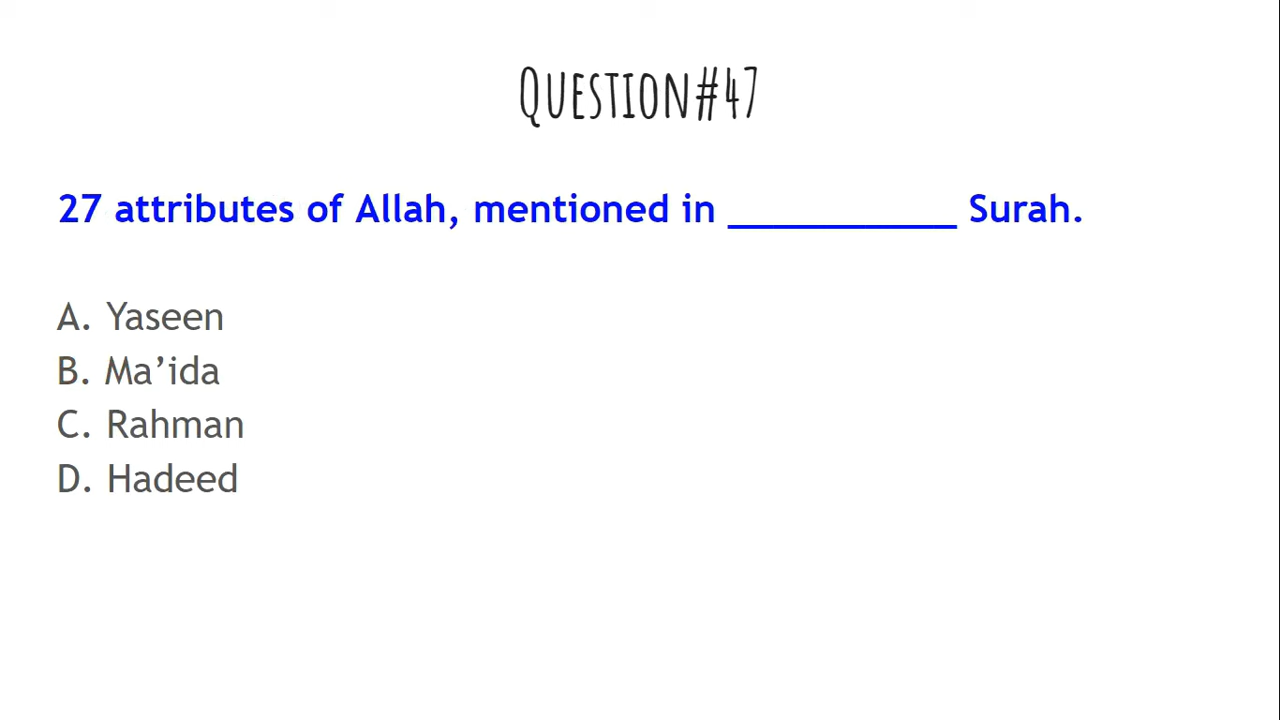 Question#47
27 attributes of Allah, mentioned in ___________ Surah.
A. Yaseen
B. Ma’ida
C. Rahman
D. Hadeed